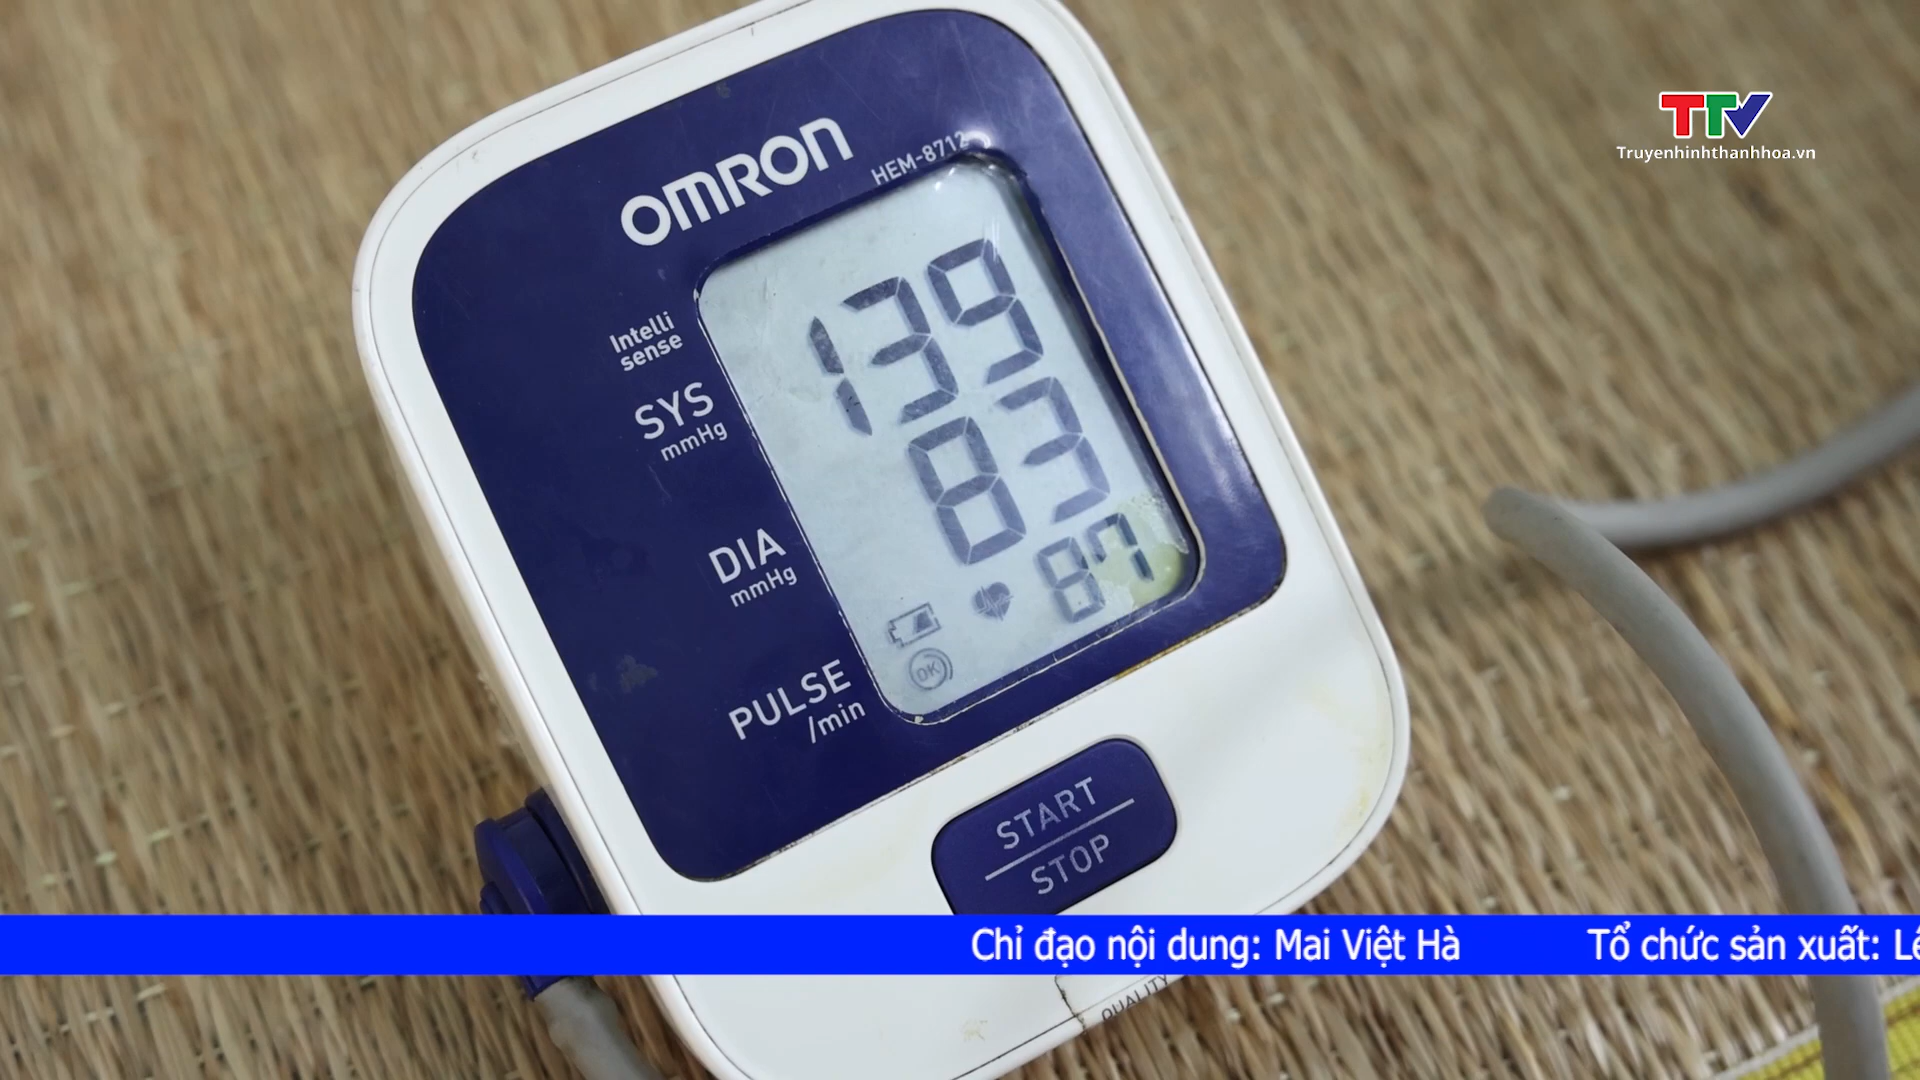 TTV
Truyenhinhthanhhoa.vn
OMRON
HEM-8712
Intelli
sense
SYS
mmHg
139
DIA
mmHg
83
PULSE
/min
87
OK
START
STOP
Chỉ đạo nội dung: Mai Việt Hà Tổ chức sản xuất: Lê
QUALITY